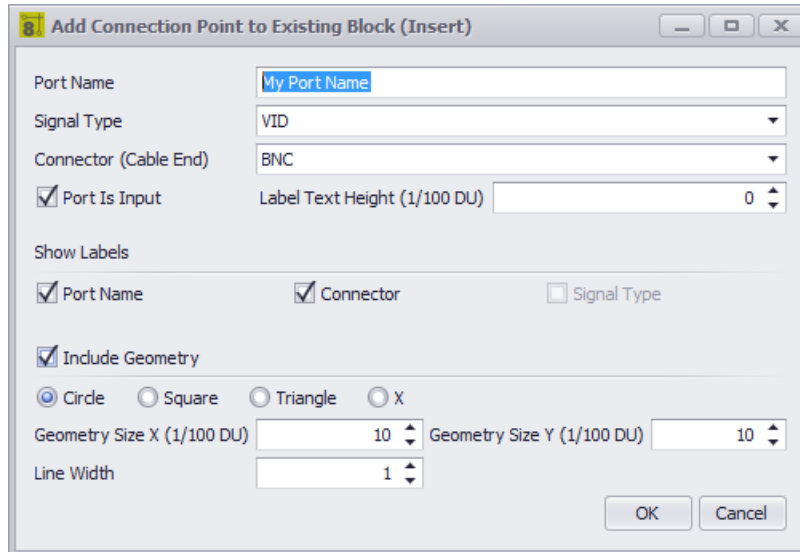 8 Add Connection Point to Existing Block (Insert)
Port Name My Port Name
Signal Type VID
Connector (Cable End) BNC
Port Is Input Label Text Height (1/100 DU) 0
Show Labels
Port Name Connector Signal Type
Include Geometry
Circle Square Triangle X
Geometry Size X (1/100 DU) 10 Geometry Size Y (1/100 DU) 10
Line Width 1
OK Cancel